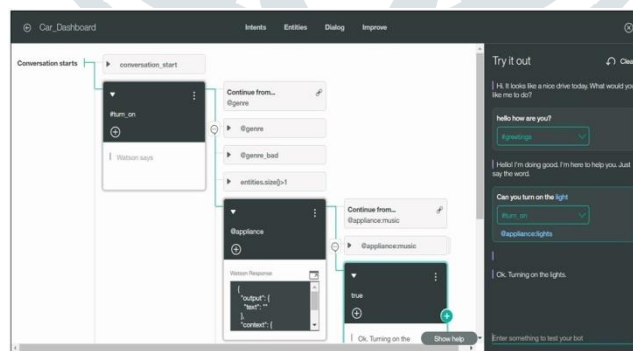 Car_Dashboard
Intents Entities Dialog Improve
Conversation starts
conversation_start
#turn_on
Watson says
Continue from...
@genre
@genre
@genre_bad
entities.size()>1
@appliance
Watson Response
{
"output": {
"text": ""
},
"context": {
Continue from...
@appliance:music
@appliance:music
true
Ok. Turning on the
Show help
Try it out
Clea
Hi. It looks like a nice drive today. What would you
like me to do?
hello how are you?
#greetings
Hello! I'm doing good. I'm here to help you. Just
say the word.
Can you turn on the light
#turn_on
@appliance:lights
Ok. Turning on the lights.
Enter something to test your bot